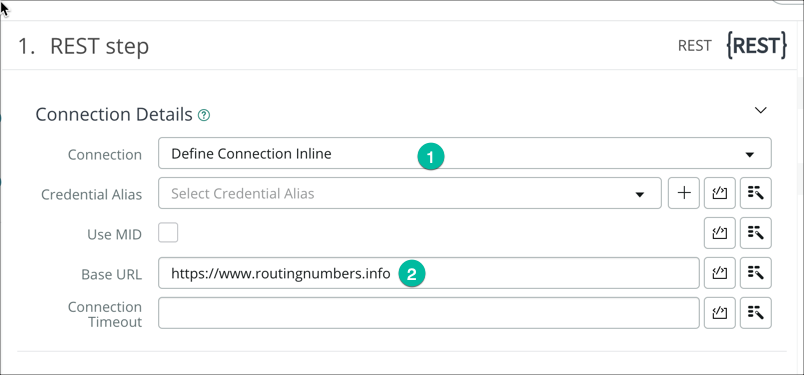 1. REST step
REST {REST}
Connection Details ?
Connection
Define Connection Inline
1
Credential Alias
Select Credential Alias
Use MID
Base URL
https://www.routingnumbers.info
2
Connection
Timeout